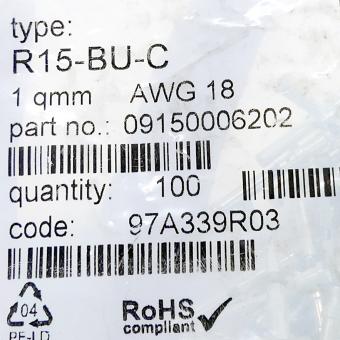 type:
R15-BU-C
1 qmm AWG 18
part no.: 09150006202
quantity: 100
code: 97A339R03
04
PE-LD
RoHS
compliant